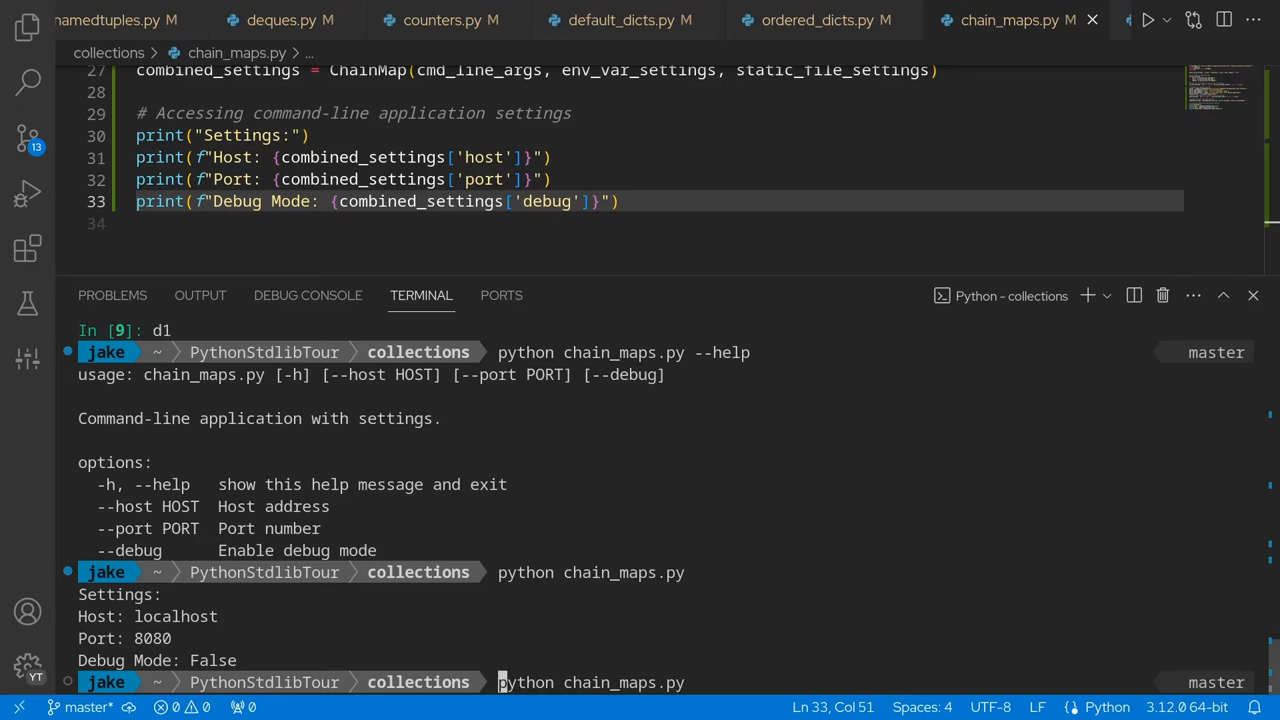 namedtuples.py M
deques.py M
counters.py M
default_dicts.py M
ordered_dicts.py M
chain_maps.py M
collections > chain_maps.py > ...
27 combined_settings = ChainMap(cmd_line_args, env_var_settings, static_file_settings)
28
29 # Accessing command-line application settings
30 print("Settings:")
31 print(f"Host: {combined_settings['host']}")
32 print(f"Port: {combined_settings['port']}")
33 print(f"Debug Mode: {combined_settings['debug']}")
34
PROBLEMS OUTPUT DEBUG CONSOLE TERMINAL PORTS Python - collections
In [9]: d1
jake ~ PythonStdlibTour collections python chain_maps.py --help master
usage: chain_maps.py [-h] [--host HOST] [--port PORT] [--debug]
Command-line application with settings.
options:
-h, --help show this help message and exit
--host HOST Host address
--port PORT Port number
--debug Enable debug mode
jake ~ PythonStdlibTour collections python chain_maps.py
Settings:
Host: localhost
Port: 8080
Debug Mode: False
jake ~ PythonStdlibTour collections python chain_maps.py master
13
YT
master* 0 0 0 Ln 33, Col 51 Spaces: 4 UTF-8 LF Python 3.12.0 64-bit